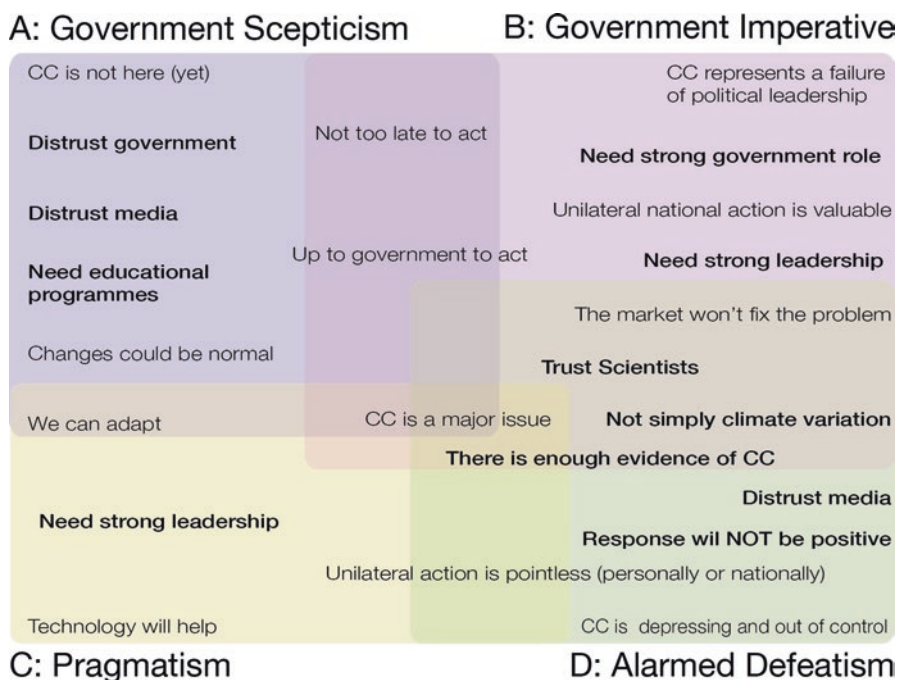 A: Government Scepticism
B: Government Imperative
CC is not here (yet)
CC represents a failure
of political leadership
Not too late to act
Distrust government
Need strong government role
Distrust media
Unilateral national action is valuable
Up to government to act
Need strong leadership
Need educational
programmes
The market won't fix the problem
Changes could be normal
Trust Scientists
We can adapt
CC is a major issue
Not simply climate variation
There is enough evidence of CC
Distrust media
Need strong leadership
Response wil NOT be positive
Unilateral action is pointless (personally or nationally)
Technology will help
CC is depressing and out of control
C: Pragmatism
D: Alarmed Defeatism